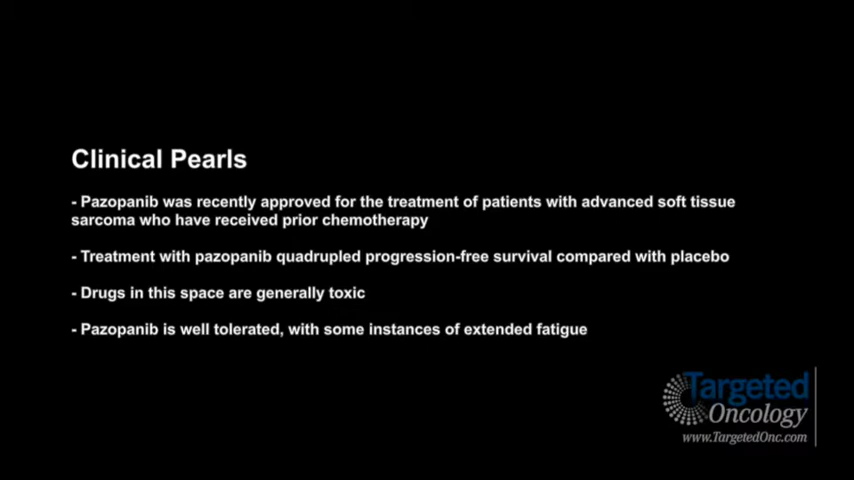 Clinical Pearls
- Pazopanib was recently approved for the treatment of patients with advanced soft tissue
sarcoma who have received prior chemotherapy
- Treatment with pazopanib quadrupled progression-free survival compared with placebo
- Drugs in this space are generally toxic
- Pazopanib is well tolerated, with some instances of extended fatigue
Targeted
Oncology
www.TargetedOnc.com